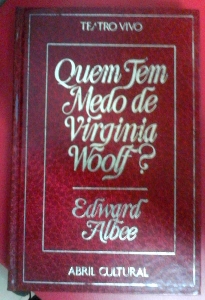 TEATRO VIVO
Quem Tem
Medo de
Virginia
Woolf?
Edward
Albee
ABRIL CULTURAL